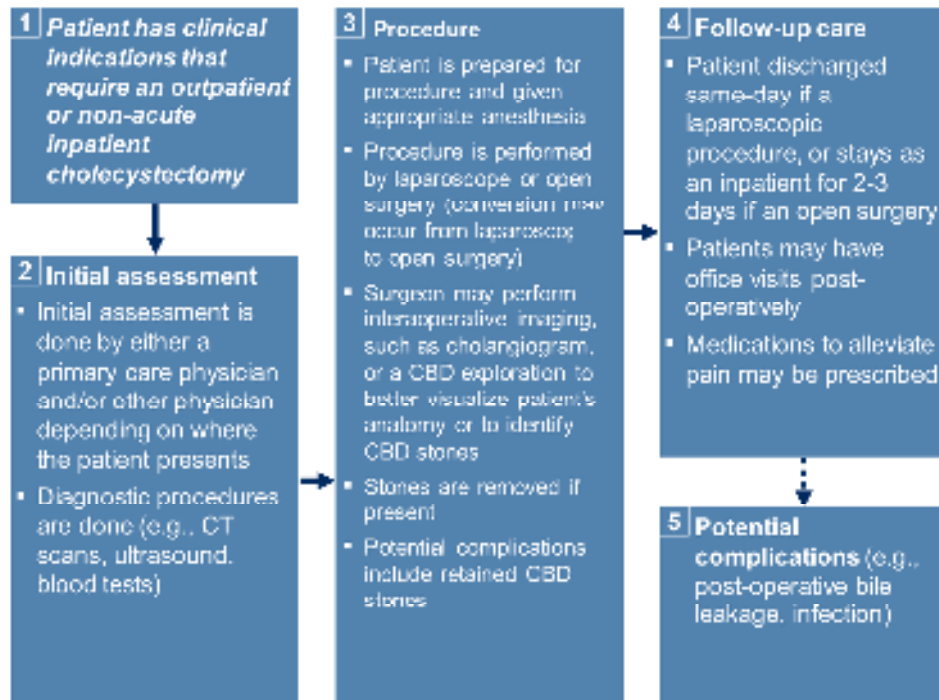 1 Patient has clinical
indications that
require an outpatient
or non-acute
inpatient
cholecystectomy
2 Initial assessment
▪ Initial assessment is
done by either a
primary care physician
and/or other physician
depending on where
the patient presents
▪ Diagnostic procedures
are done (e.g., CT
scans, ultrasound,
blood tests)
3 Procedure
▪ Patient is prepared for
procedure and given
appropriate anesthesia
▪ Procedure is performed
by laparoscope or open
surgery (conversion may
occur from laparoscop
to open surgery)
▪ Surgeon may perform
interaoperative imaging,
such as cholangiogram,
or a CBD exploration to
better visualize patient's
anatomy or to identify
CBD stones
▪ Stones are removed if
present
▪ Potential complications
include retained CBD
stones
4 Follow-up care
▪ Patient discharged
same-day if a
laparoscopic
procedure, or stays as
an inpatient for 2-3
days if an open surgery
▪ Patients may have
office visits post-
operatively
▪ Medications to alleviate
pain may be prescribed
5 Potential
complications (e.g.,
post-operative bile
leakage, infection)